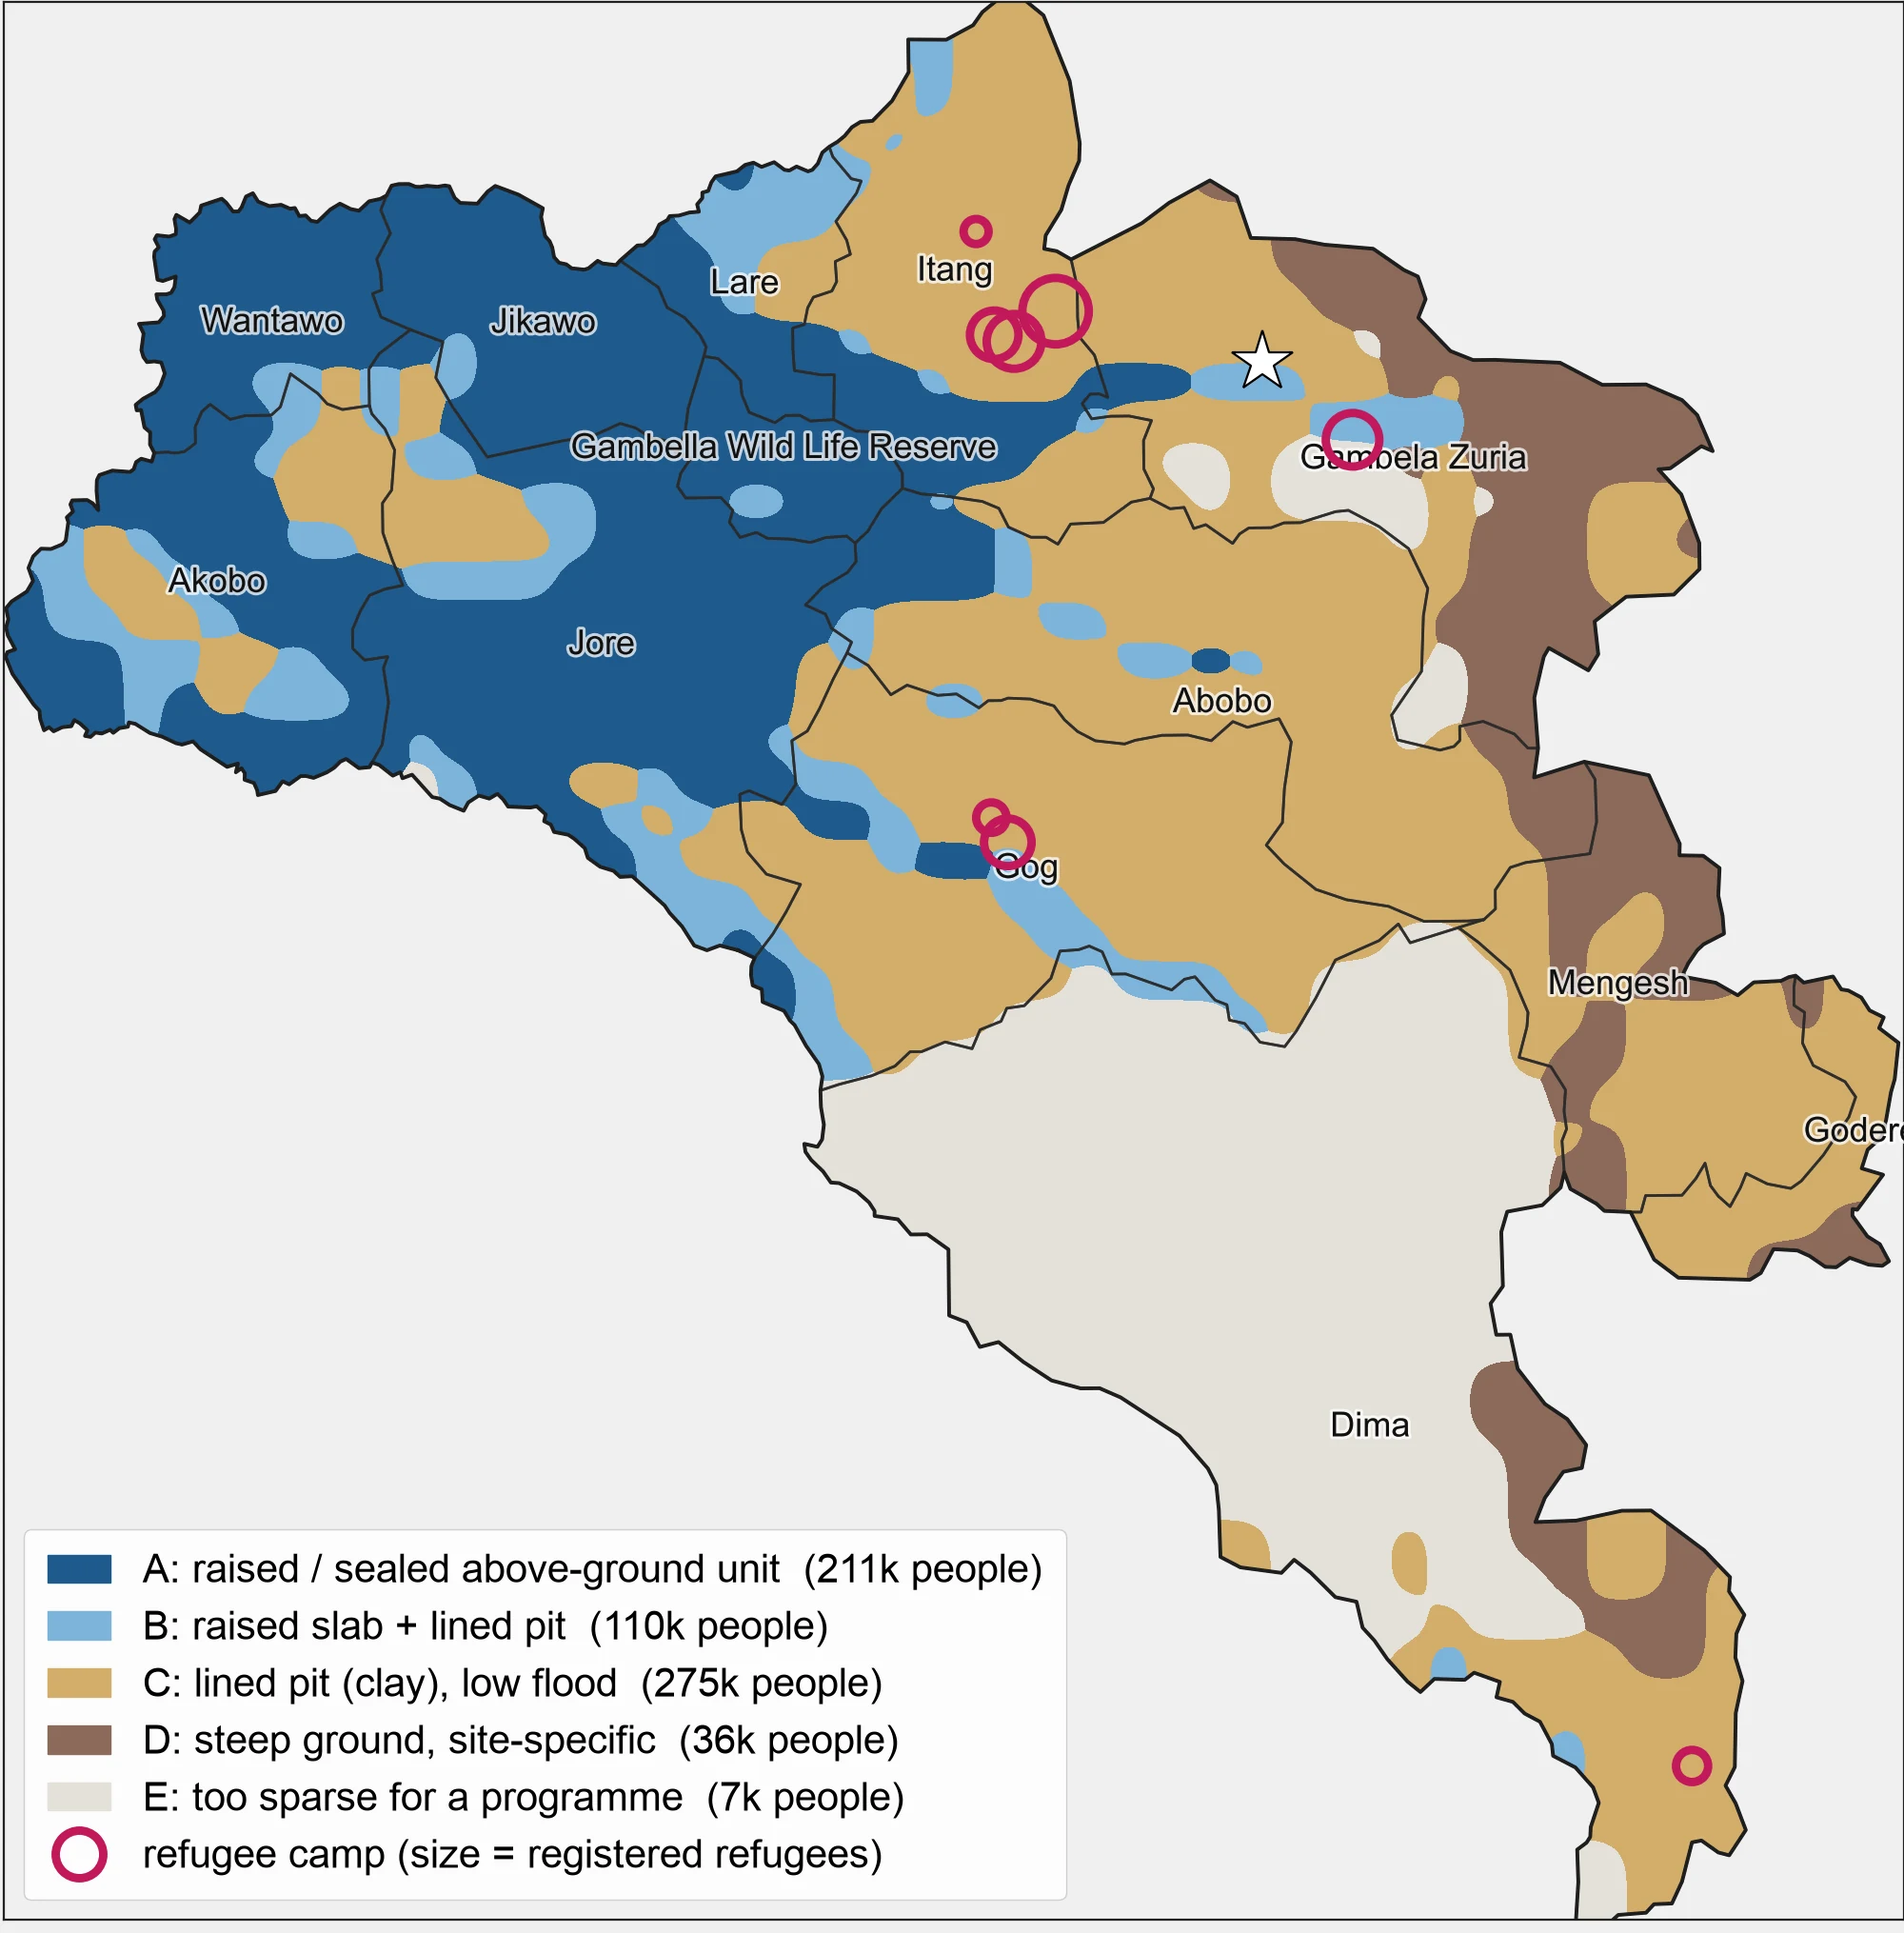 Itang
Lare
Wantawo
Jikawo
Gambella Wild Life Reserve
Gambela Zuria
Akobo
Jore
Abobo
Gog
Mengesh
Godere
Dima
A: raised / sealed above-ground unit (211k people)
B: raised slab + lined pit (110k people)
C: lined pit (clay), low flood (275k people)
D: steep ground, site-specific (36k people)
E: too sparse for a programme (7k people)
refugee camp (size = registered refugees)